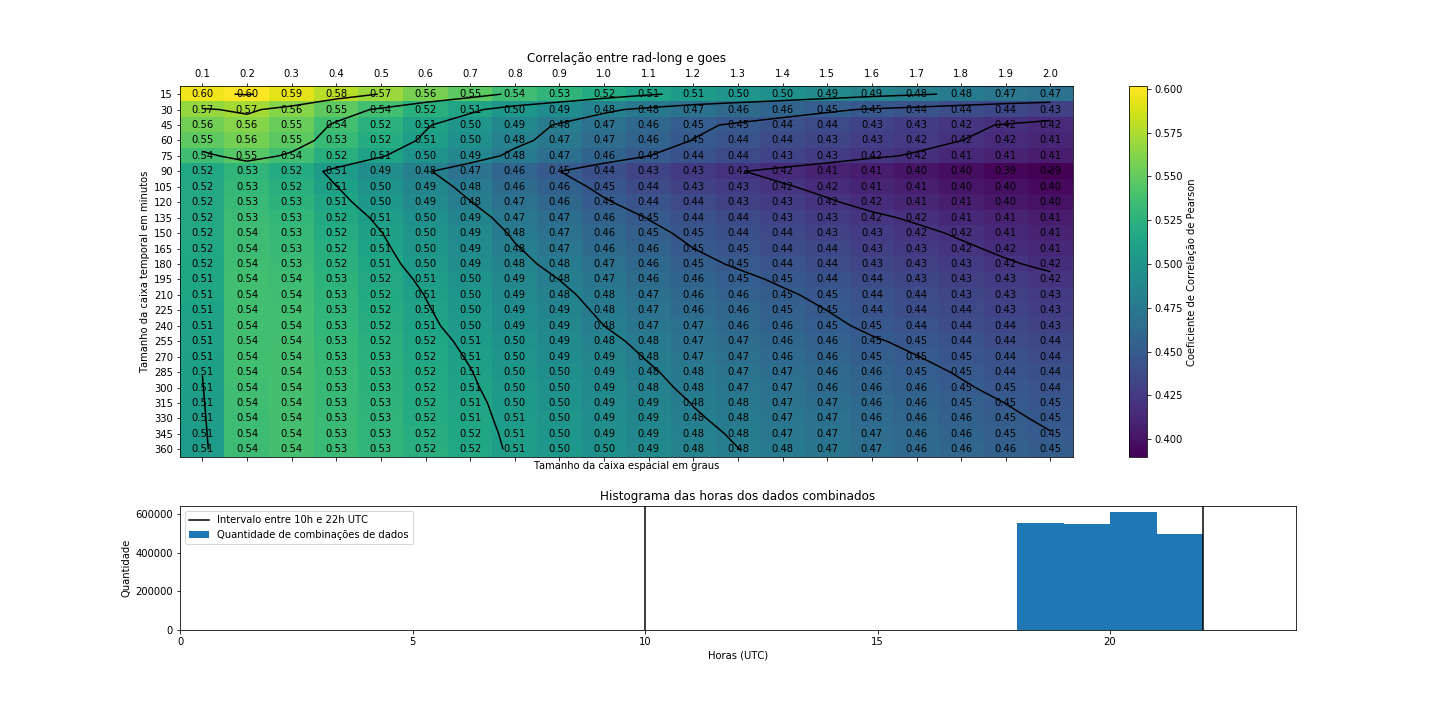 Correlação entre rad-long e goes
0.1 0.2 0.3 0.4 0.5 0.6 0.7 0.8 0.9 1.0 1.1 1.2 1.3 1.4 1.5 1.6 1.7 1.8 1.9 2.0
15 0.60 0.60 0.59 0.58 0.57 0.56 0.55 0.54 0.53 0.52 0.51 0.51 0.50 0.50 0.49 0.49 0.48 0.48 0.47 0.47
30 0.57 0.57 0.56 0.55 0.54 0.52 0.51 0.50 0.49 0.48 0.48 0.47 0.46 0.46 0.45 0.45 0.44 0.44 0.44 0.43
45 0.56 0.56 0.55 0.54 0.52 0.51 0.50 0.49 0.48 0.47 0.46 0.45 0.45 0.44 0.44 0.43 0.43 0.42 0.42 0.42
60 0.55 0.56 0.55 0.53 0.52 0.51 0.50 0.48 0.47 0.47 0.46 0.45 0.44 0.44 0.43 0.43 0.42 0.42 0.42 0.41
75 0.54 0.55 0.54 0.52 0.51 0.50 0.49 0.48 0.47 0.46 0.45 0.44 0.44 0.43 0.43 0.42 0.42 0.41 0.41 0.41
90 0.52 0.53 0.52 0.51 0.49 0.48 0.47 0.46 0.45 0.44 0.43 0.43 0.42 0.42 0.41 0.41 0.40 0.40 0.39 0.39
105 0.52 0.53 0.52 0.51 0.50 0.49 0.48 0.46 0.46 0.45 0.44 0.43 0.43 0.42 0.42 0.41 0.41 0.40 0.40 0.40
120 0.52 0.53 0.53 0.51 0.50 0.49 0.48 0.47 0.46 0.45 0.44 0.44 0.43 0.43 0.42 0.42 0.41 0.41 0.40 0.40
135 0.52 0.53 0.53 0.52 0.51 0.50 0.49 0.47 0.47 0.46 0.45 0.44 0.44 0.43 0.43 0.42 0.42 0.41 0.41 0.41
150 0.52 0.54 0.53 0.52 0.51 0.50 0.49 0.48 0.47 0.46 0.45 0.45 0.44 0.44 0.43 0.43 0.42 0.42 0.41 0.41
165 0.52 0.54 0.53 0.52 0.51 0.50 0.49 0.48 0.47 0.46 0.46 0.45 0.44 0.44 0.43 0.43 0.43 0.42 0.42 0.41
180 0.52 0.54 0.53 0.52 0.51 0.50 0.49 0.48 0.48 0.47 0.46 0.45 0.45 0.44 0.44 0.43 0.43 0.43 0.42 0.42
195 0.51 0.54 0.54 0.53 0.52 0.51 0.50 0.49 0.48 0.47 0.46 0.46 0.45 0.45 0.44 0.44 0.43 0.43 0.43 0.42
210 0.51 0.54 0.54 0.53 0.52 0.51 0.50 0.49 0.48 0.48 0.47 0.46 0.46 0.45 0.45 0.44 0.44 0.43 0.43 0.43
225 0.51 0.54 0.54 0.53 0.52 0.51 0.50 0.49 0.49 0.48 0.47 0.46 0.46 0.45 0.45 0.44 0.44 0.44 0.43 0.43
240 0.51 0.54 0.54 0.53 0.52 0.51 0.50 0.49 0.49 0.48 0.47 0.47 0.46 0.46 0.45 0.45 0.44 0.44 0.44 0.43
255 0.51 0.54 0.54 0.53 0.52 0.52 0.51 0.50 0.49 0.48 0.48 0.47 0.47 0.46 0.46 0.45 0.45 0.44 0.44 0.44
270 0.51 0.54 0.54 0.53 0.53 0.52 0.51 0.50 0.49 0.49 0.48 0.47 0.47 0.46 0.46 0.45 0.45 0.45 0.44 0.44
285 0.51 0.54 0.54 0.53 0.53 0.52 0.51 0.50 0.50 0.49 0.48 0.48 0.47 0.47 0.46 0.46 0.45 0.45 0.44 0.44
300 0.51 0.54 0.54 0.53 0.53 0.52 0.51 0.50 0.50 0.49 0.48 0.48 0.47 0.47 0.46 0.46 0.46 0.45 0.45 0.44
315 0.51 0.54 0.54 0.53 0.53 0.52 0.51 0.50 0.50 0.49 0.49 0.48 0.48 0.47 0.47 0.46 0.46 0.45 0.45 0.45
330 0.51 0.54 0.54 0.53 0.53 0.52 0.51 0.51 0.50 0.49 0.49 0.48 0.48 0.47 0.47 0.46 0.46 0.46 0.45 0.45
345 0.51 0.54 0.54 0.53 0.53 0.52 0.52 0.51 0.50 0.49 0.49 0.48 0.48 0.47 0.47 0.47 0.46 0.46 0.45 0.45
360 0.51 0.54 0.54 0.53 0.53 0.52 0.52 0.51 0.50 0.50 0.49 0.48 0.48 0.48 0.47 0.47 0.46 0.46 0.46 0.45
Tamanho da caixa temporal em minutos
Tamanho da caixa espacial em graus
0.600
0.575
0.550
0.525
0.500
0.475
0.450
0.425
0.400
Coeficiente de Correlação de Pearson
Histograma das horas dos dados combinados
Intervalo entre 10h e 22h UTC
Quantidade de combinações de dados
600000
400000
200000
0
Quantidade
0 5 10 15 20
Horas (UTC)